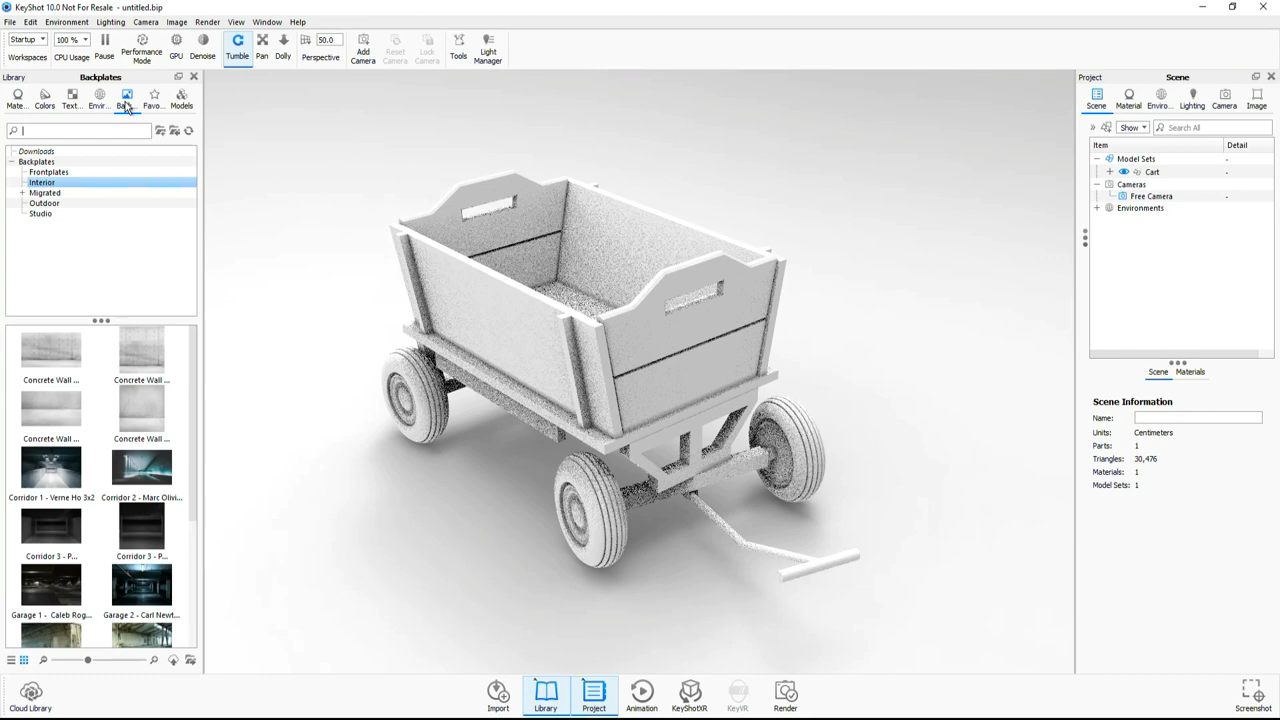 KeyShot 10.0 Not For Resale - untitled.bip
File Edit Environment Lighting Camera Image Render View Window Help
Startup 100 % 50.0
Workspaces CPU Usage Pause Performance Mode GPU Denoise Tumble Pan Dolly Perspective Add Camera Reset Camera Lock Camera Tools Light Manager
Library Backplates
Mate... Colors Text... Envir... Bac... Favo... Models
Downloads
Backplates
Frontplates
Interior
Migrated
Outdoor
Studio
Concrete Wall ... Concrete Wall ...
Concrete Wall ... Concrete Wall ...
Corridor 1 - Verne Ho 3x2 Corridor 2 - Marc Olivi...
Corridor 3 - P... Corridor 3 - P...
Garage 1 - Caleb Rog... Garage 2 - Carl Newt...
Project Scene
Scene Material Enviro... Lighting Camera Image
» Show Search All
Item Detail
Model Sets -
Cart -
Cameras
Free Camera -
Environments
Scene Materials
Scene Information
Name:
Units: Centimeters
Parts: 1
Triangles: 30,476
Materials: 1
Model Sets: 1
Cloud Library Import Library Project Animation KeyShotXR KeyVR Render Screenshot